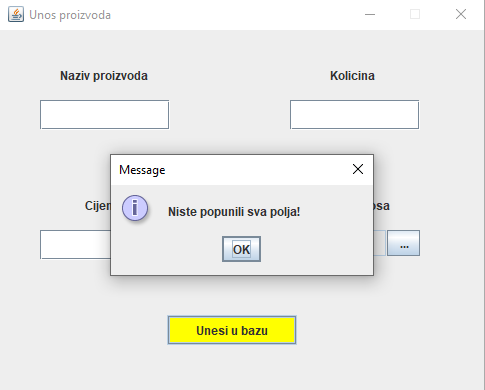 Unos proizvoda
Naziv proizvoda
Kolicina
Message
Niste popunili sva polja!
OK
...
Unesi u bazu